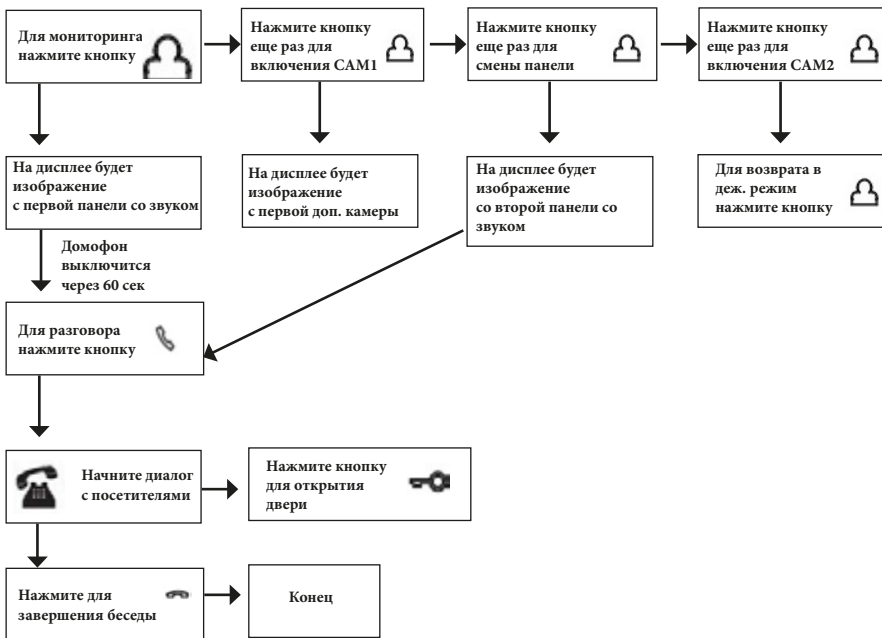 Для мониторинга
нажмите кнопку
Нажмите кнопку
еще раз для
включения САМ1
Нажмите кнопку
еще раз для
смены панели
Нажмите кнопку
еще раз для
включения САМ2
На дисплее будет
изображение
с первой панели со звуком
На дисплее будет
изображение
с первой доп. камеры
На дисплее будет
изображение
со второй панели со
звуком
Для возврата в
деж. режим
нажмите кнопку
Домофон
выключится
через 60 сек
Для разговора
нажмите кнопку
Начните диалог
с посетителями
Нажмите кнопку
для открытия
двери
Нажмите для
завершения беседы
Конец